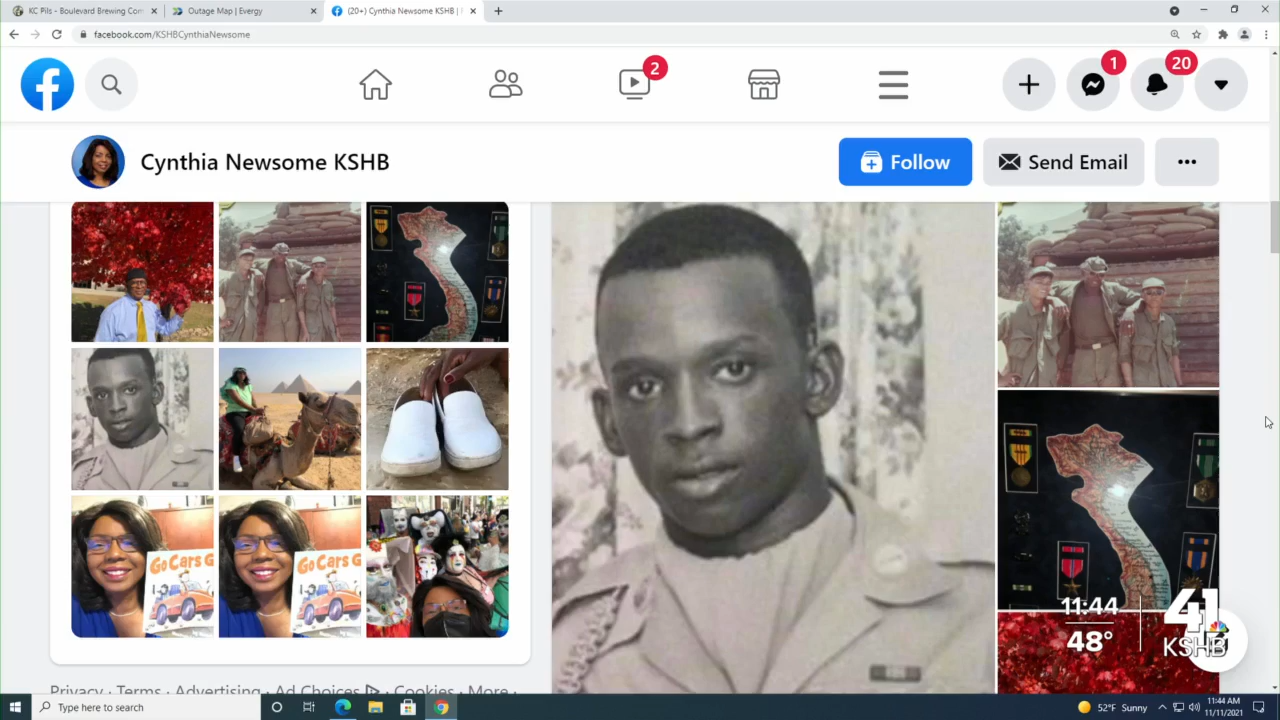 KC Pils - Boulevard Brewing Com
Outage Map | Evergy
(20+) Cynthia Newsome KSHB |
facebook.com/KSHBCynthiaNewsome
2
1
20
Cynthia Newsome KSHB
Follow
Send Email
Go Cars G
Go Cars G
11:44
48°
41
KSHB
Privacy · Terms · Advertising · Ad Choices · Cookies · More ·
Type here to search
52°F Sunny
11:44 AM
11/11/2021